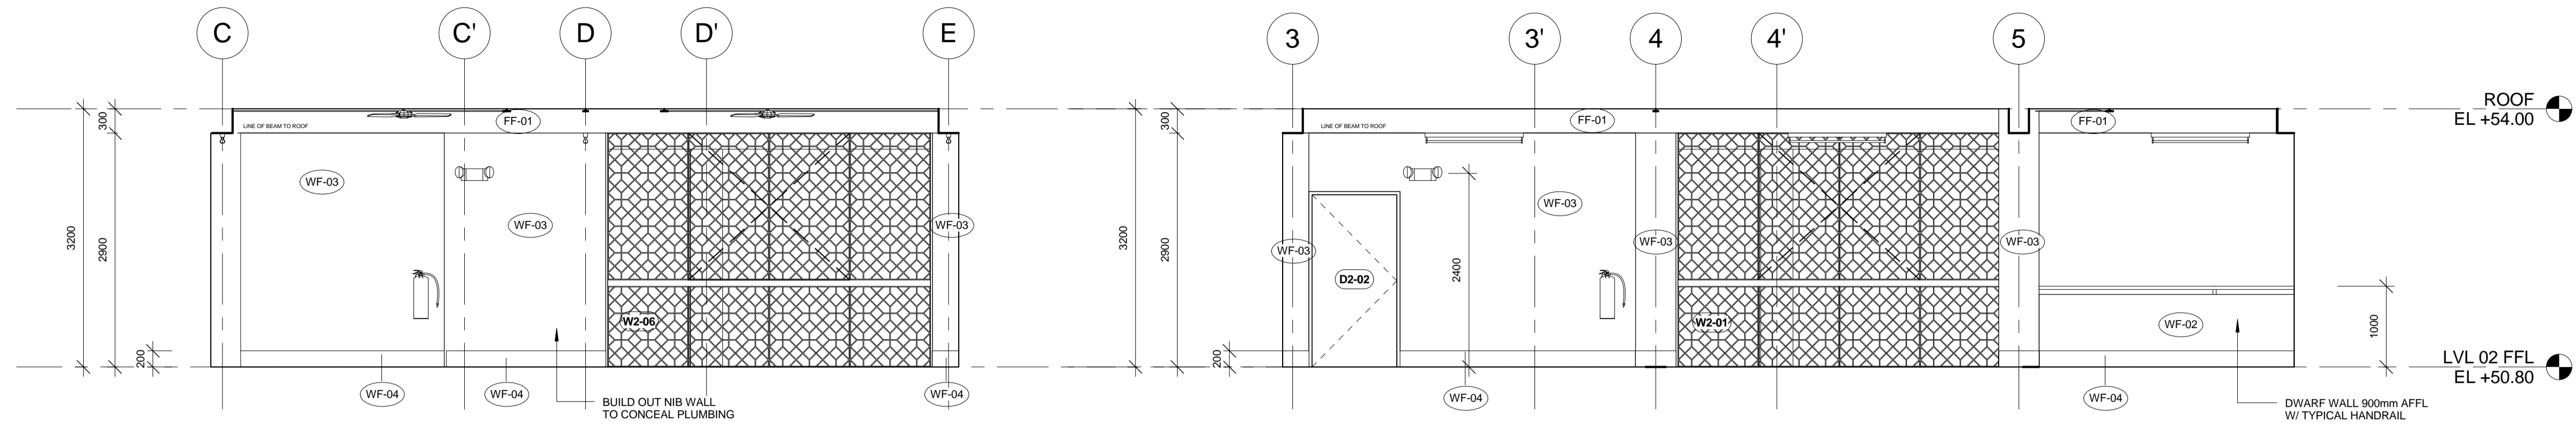 C
C'
D
D'
E
3
3'
4
4'
5
ROOF
EL +54.00
300
LINE OF BEAM TO ROOF
FF-01
300
LINE OF BEAM TO ROOF
FF-01
FF-01
WF-03
WF-03
WF-03
3200
2900
WF-03
WF-03
WF-03
WF-03
3200
2900
2400
D2-02
W2-06
W2-01
WF-02
1000
200
200
LVL 02 FFL
EL +50.80
WF-04
WF-04
WF-04
WF-04
WF-04
BUILD OUT NIB WALL
TO CONCEAL PLUMBING
DWARF WALL 900mm AFFL
W/ TYPICAL HANDRAIL